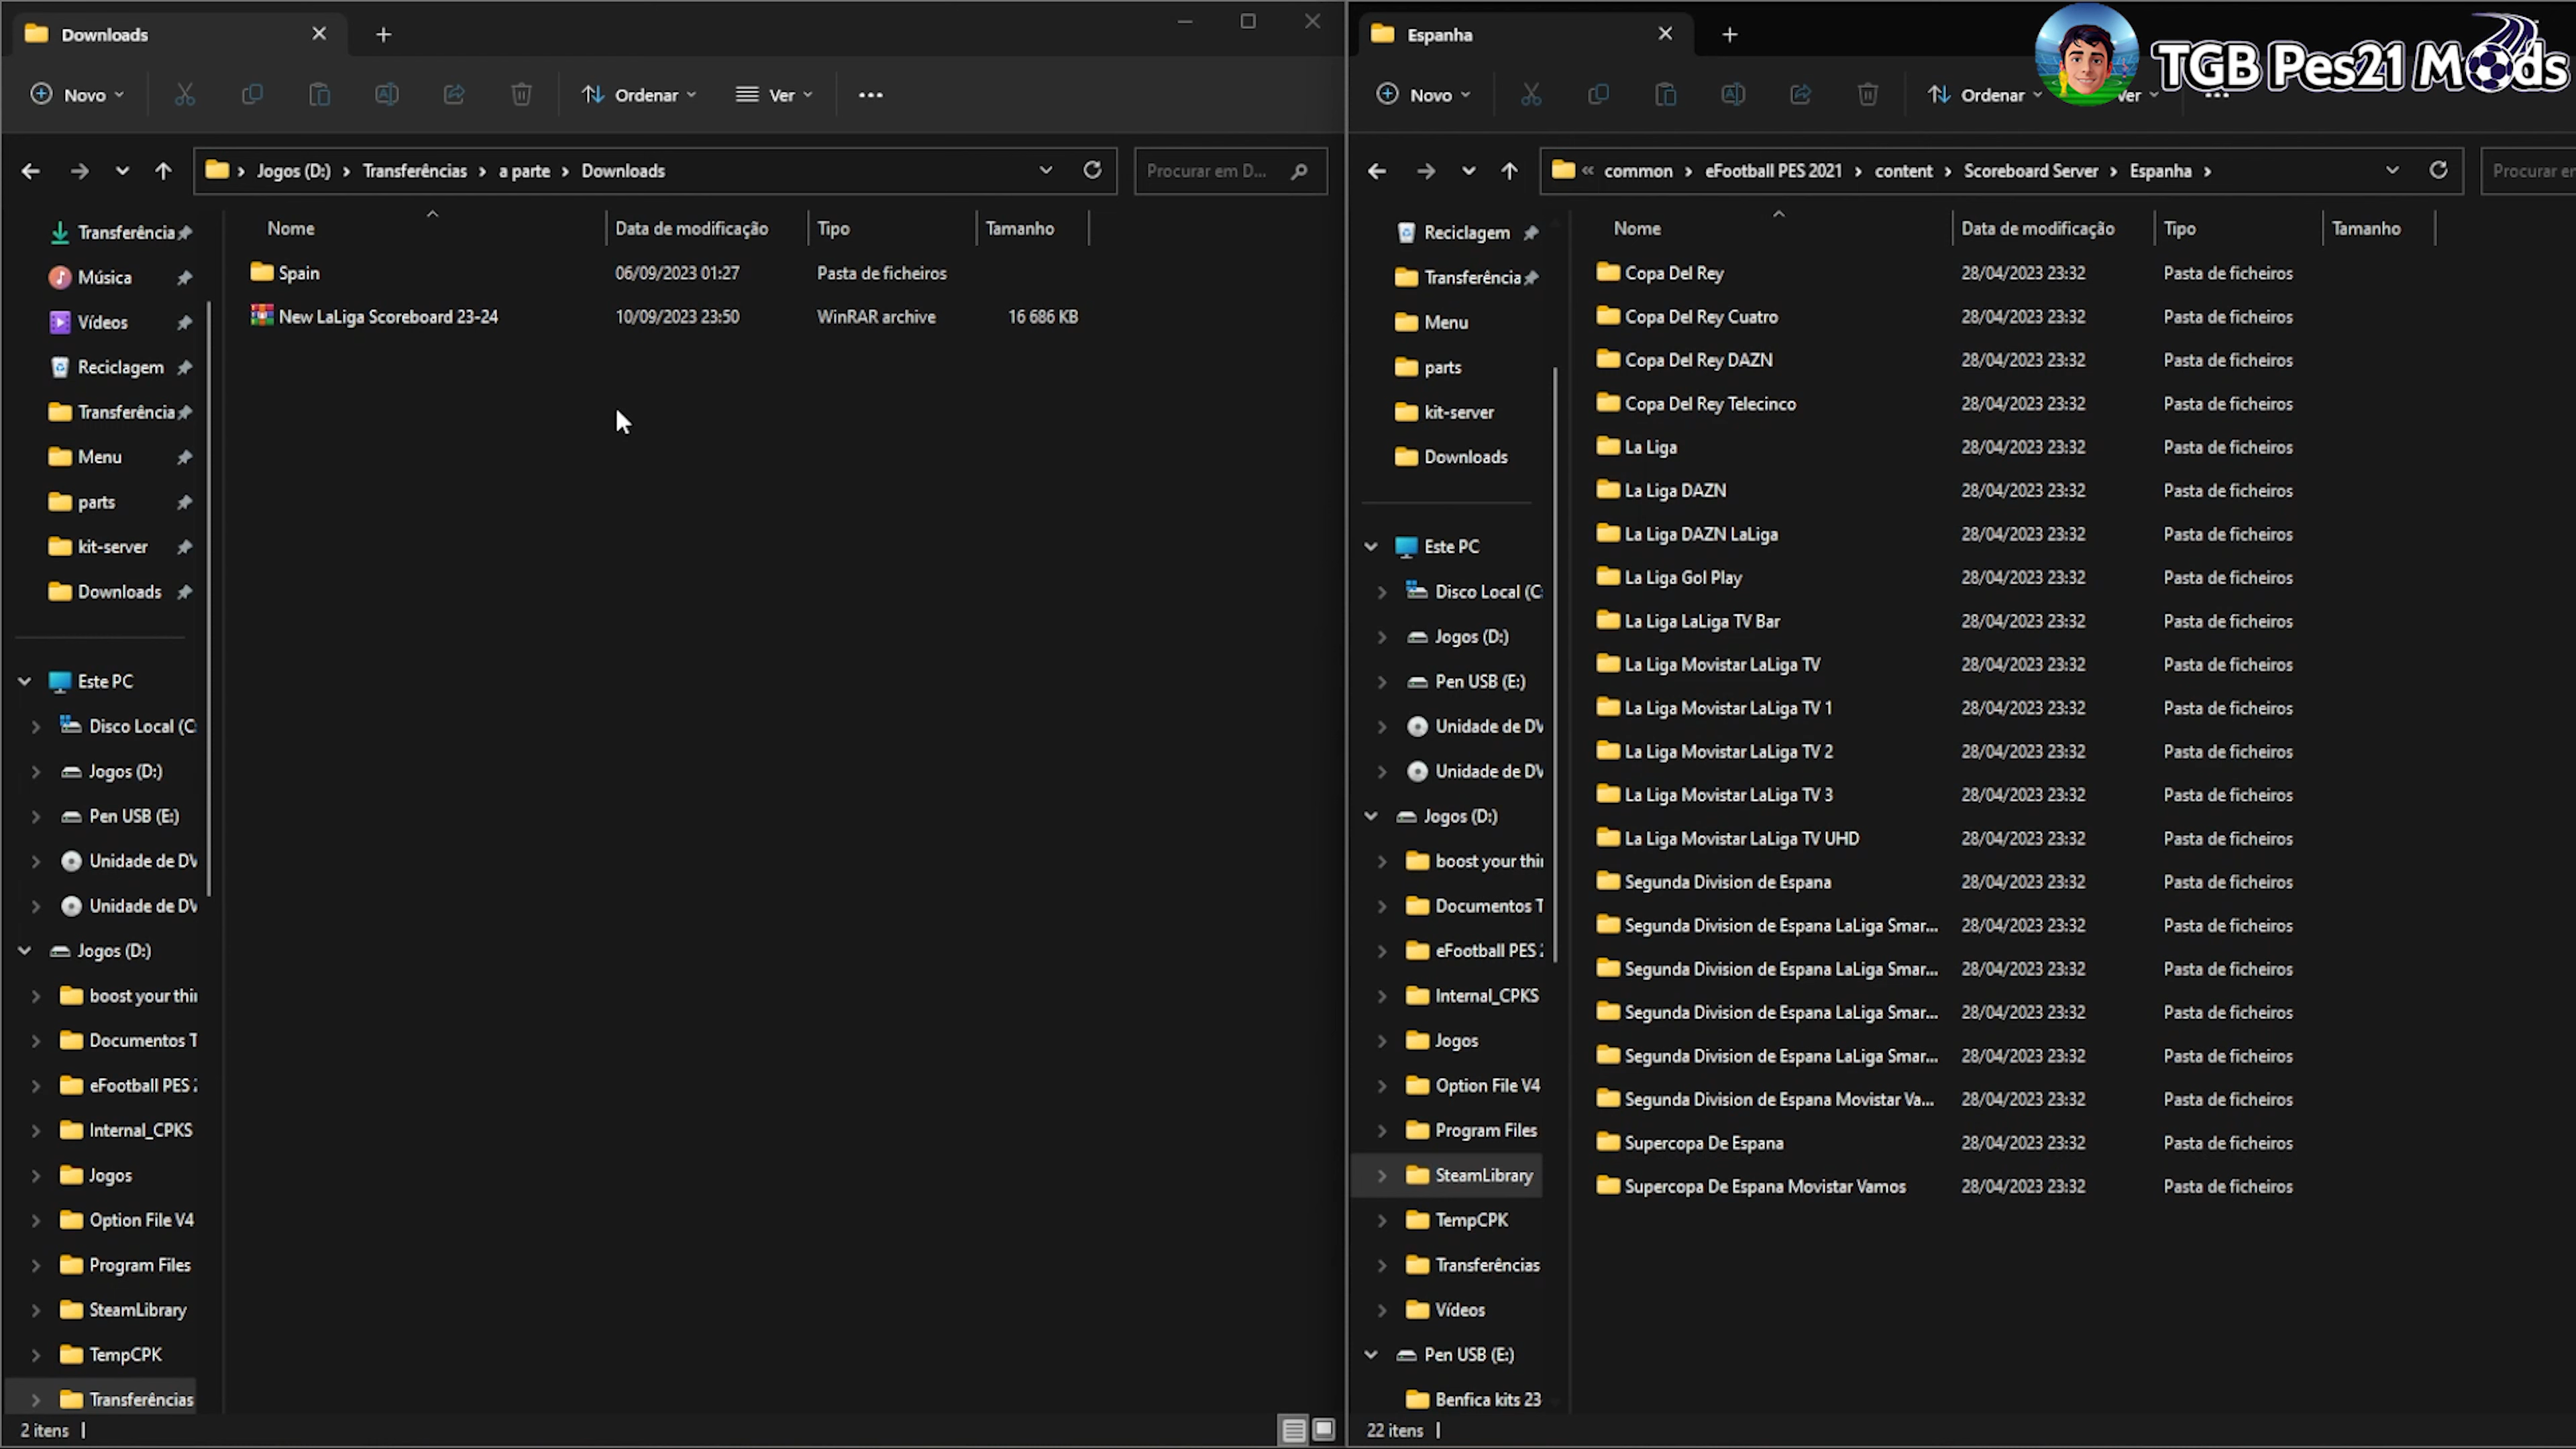 Downloads
Novo
Ordenar
Ver
Jogos (D:) › Transferências › a parte › Downloads
Procurar em D...
Nome Data de modificação Tipo Tamanho
Spain 06/09/2023 01:27 Pasta de ficheiros
New LaLiga Scoreboard 23-24 10/09/2023 23:50 WinRAR archive 16 686 KB
Transferência
Música
Vídeos
Reciclagem
Transferência
Menu
parts
kit-server
Downloads
Este PC
Disco Local (C:
Jogos (D:)
Pen USB (E:)
Unidade de DV
Unidade de DV
Jogos (D:)
boost your thi
Documentos T
eFootball PES 2
Internal_CPKS
Jogos
Option File V4
Program Files
SteamLibrary
TempCPK
Transferências
2 itens
Espanha
TGB Pes21 Mods
Novo
Ordenar
Ver
« common › eFootball PES 2021 › content › Scoreboard Server › Espanha ›
Procurar em
Nome Data de modificação Tipo Tamanho
Reciclagem
Transferência
Menu
parts
kit-server
Downloads
Este PC
Disco Local (C:
Jogos (D:)
Pen USB (E:)
Unidade de DV
Unidade de DV
Jogos (D:)
boost your thi
Documentos T
eFootball PES 2
Internal_CPKS
Jogos
Option File V4
Program Files
SteamLibrary
TempCPK
Transferências
Vídeos
Pen USB (E:)
Benfica kits 23
Copa Del Rey 28/04/2023 23:32 Pasta de ficheiros
Copa Del Rey Cuatro 28/04/2023 23:32 Pasta de ficheiros
Copa Del Rey DAZN 28/04/2023 23:32 Pasta de ficheiros
Copa Del Rey Telecinco 28/04/2023 23:32 Pasta de ficheiros
La Liga 28/04/2023 23:32 Pasta de ficheiros
La Liga DAZN 28/04/2023 23:32 Pasta de ficheiros
La Liga DAZN LaLiga 28/04/2023 23:32 Pasta de ficheiros
La Liga Gol Play 28/04/2023 23:32 Pasta de ficheiros
La Liga LaLiga TV Bar 28/04/2023 23:32 Pasta de ficheiros
La Liga Movistar LaLiga TV 28/04/2023 23:32 Pasta de ficheiros
La Liga Movistar LaLiga TV 1 28/04/2023 23:32 Pasta de ficheiros
La Liga Movistar LaLiga TV 2 28/04/2023 23:32 Pasta de ficheiros
La Liga Movistar LaLiga TV 3 28/04/2023 23:32 Pasta de ficheiros
La Liga Movistar LaLiga TV UHD 28/04/2023 23:32 Pasta de ficheiros
Segunda Division de Espana 28/04/2023 23:32 Pasta de ficheiros
Segunda Division de Espana LaLiga Smar... 28/04/2023 23:32 Pasta de ficheiros
Segunda Division de Espana LaLiga Smar... 28/04/2023 23:32 Pasta de ficheiros
Segunda Division de Espana LaLiga Smar... 28/04/2023 23:32 Pasta de ficheiros
Segunda Division de Espana LaLiga Smar... 28/04/2023 23:32 Pasta de ficheiros
Segunda Division de Espana Movistar Va... 28/04/2023 23:32 Pasta de ficheiros
Supercopa De Espana 28/04/2023 23:32 Pasta de ficheiros
Supercopa De Espana Movistar Vamos 28/04/2023 23:32 Pasta de ficheiros
22 itens